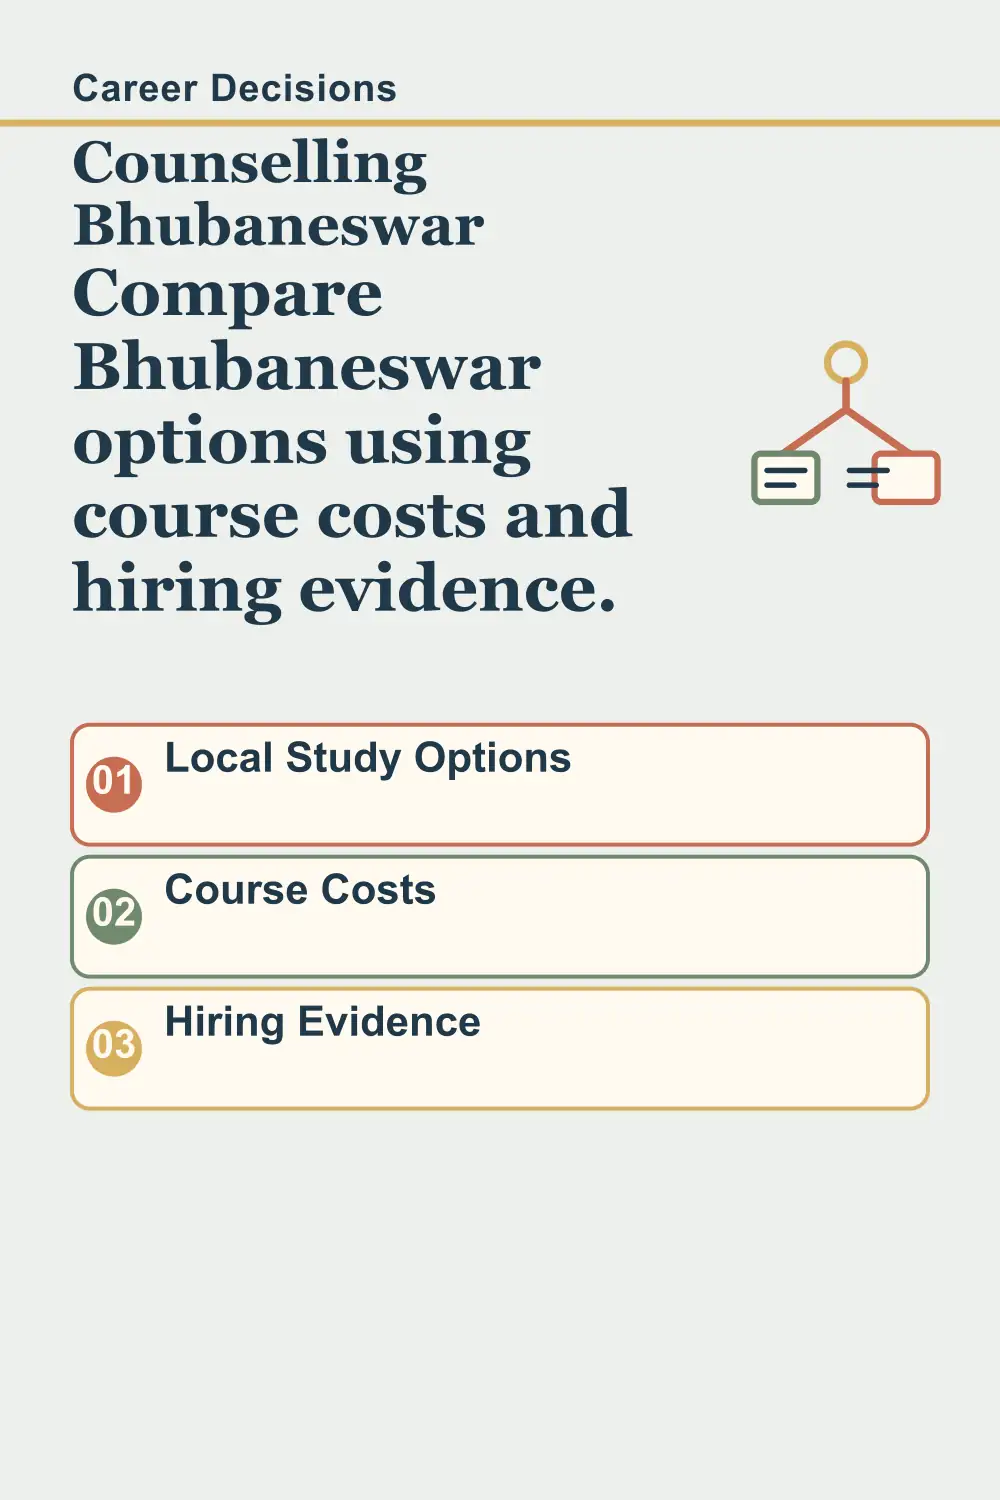 Career Decisions
Counselling
Bhubaneswar
Compare
Bhubaneswar
options using
course costs and
hiring evidence.
01 Local Study Options
02 Course Costs
03 Hiring Evidence